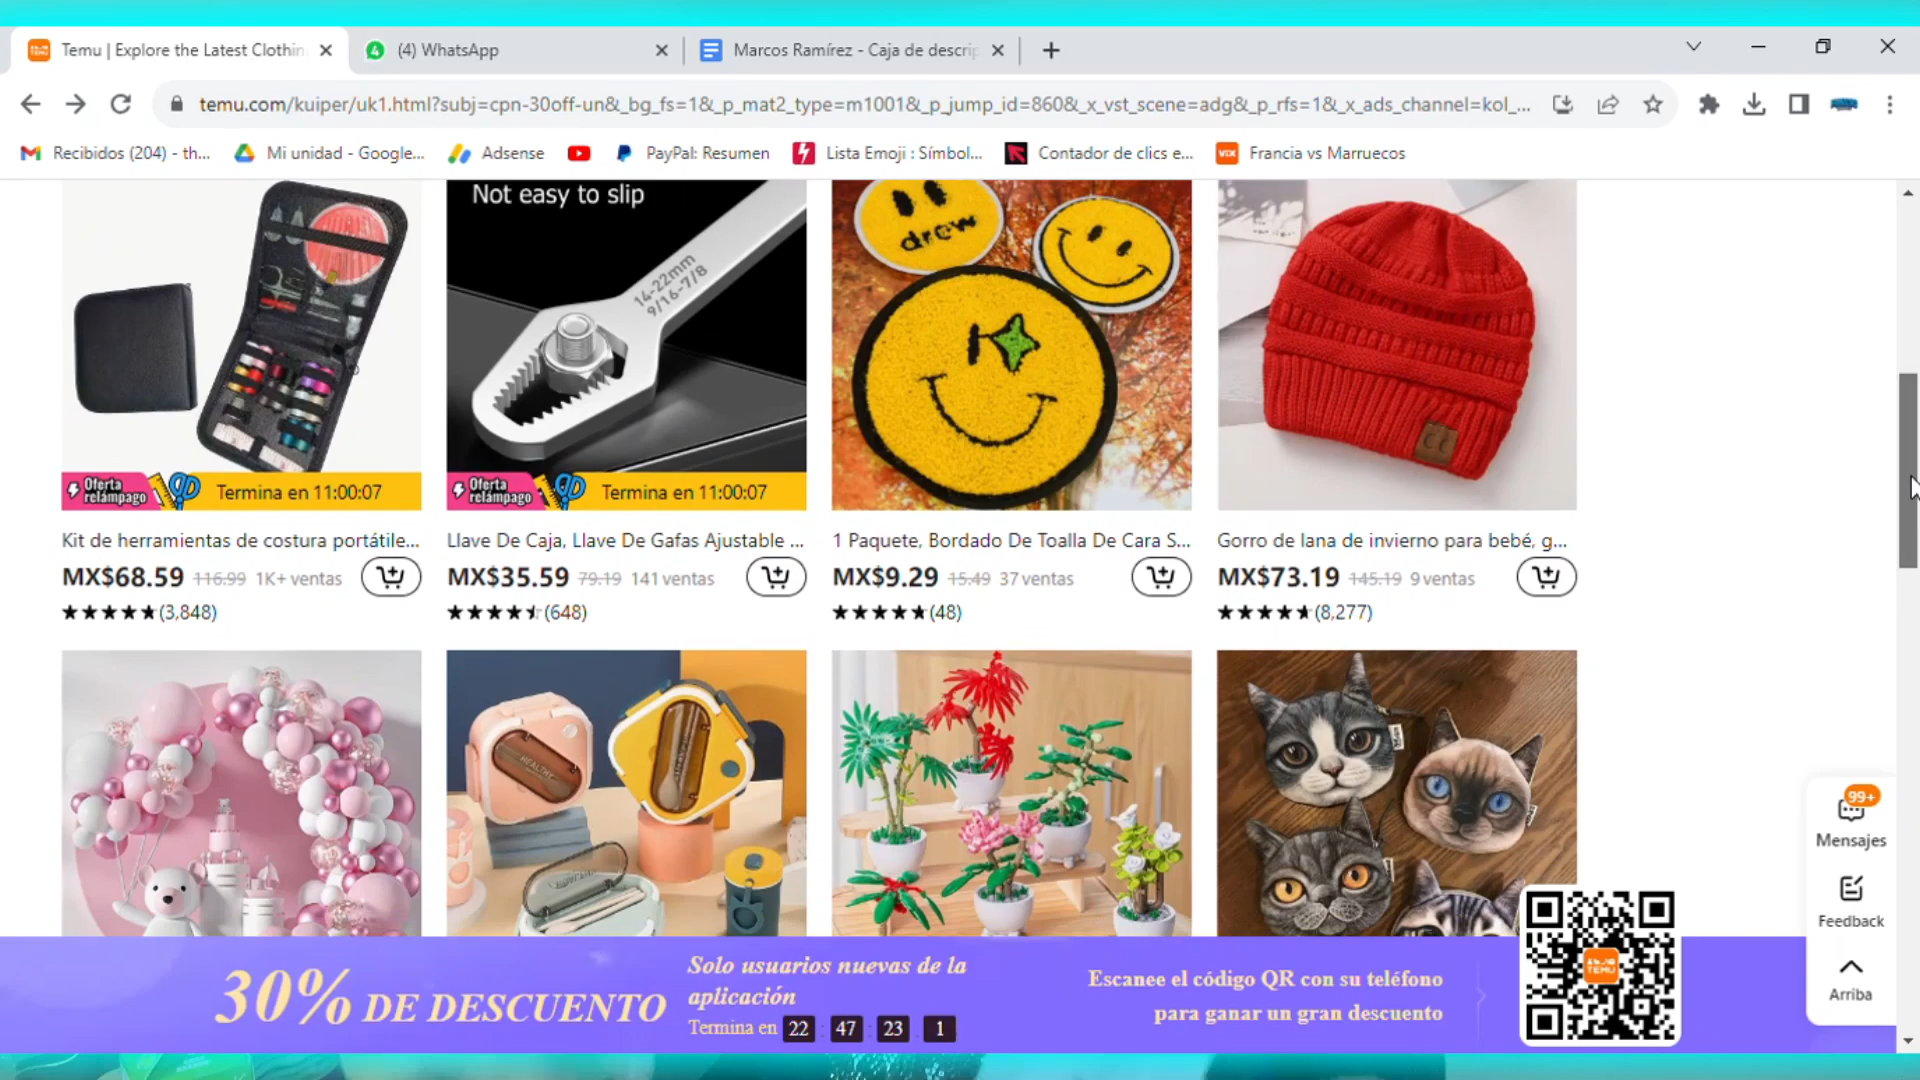 Temu | Explore the Latest Clothin
(4) WhatsApp
Marcos Ramírez - Caja de descrip
temu.com/kuiper/uk1.html?subj=cpn-30off-un&_bg_fs=1&_p_mat2_type=m1001&_p_jump_id=860&_x_vst_scene=adg&_p_rfs=1&_x_ads_channel=kol_...
Recibidos (204) - th...
Mi unidad - Google...
Adsense
PayPal: Resumen
Lista Emoji : Símbol...
Contador de clics e...
Francia vs Marruecos
Not easy to slip
14-22mm
9/16-7/8
drew
CC
Oferta relámpago
Termina en 11:00:07
Oferta relámpago
Termina en 11:00:07
Kit de herramientas de costura portátile...
MX$68.59 116.99 1K+ ventas
(3,848)
Llave De Caja, Llave De Gafas Ajustable ...
MX$35.59 79.19 141 ventas
(648)
1 Paquete, Bordado De Toalla De Cara S...
MX$9.29 15.49 37 ventas
(48)
Gorro de lana de invierno para bebé, g...
MX$73.19 145.19 9 ventas
(8,277)
99+
Mensajes
Feedback
Arriba
30% DE DESCUENTO
Solo usuarios nuevas de la
aplicación
Termina en 22 : 47 : 23 . 1
Escanee el código QR con su teléfono
para ganar un gran descuento
TEMU